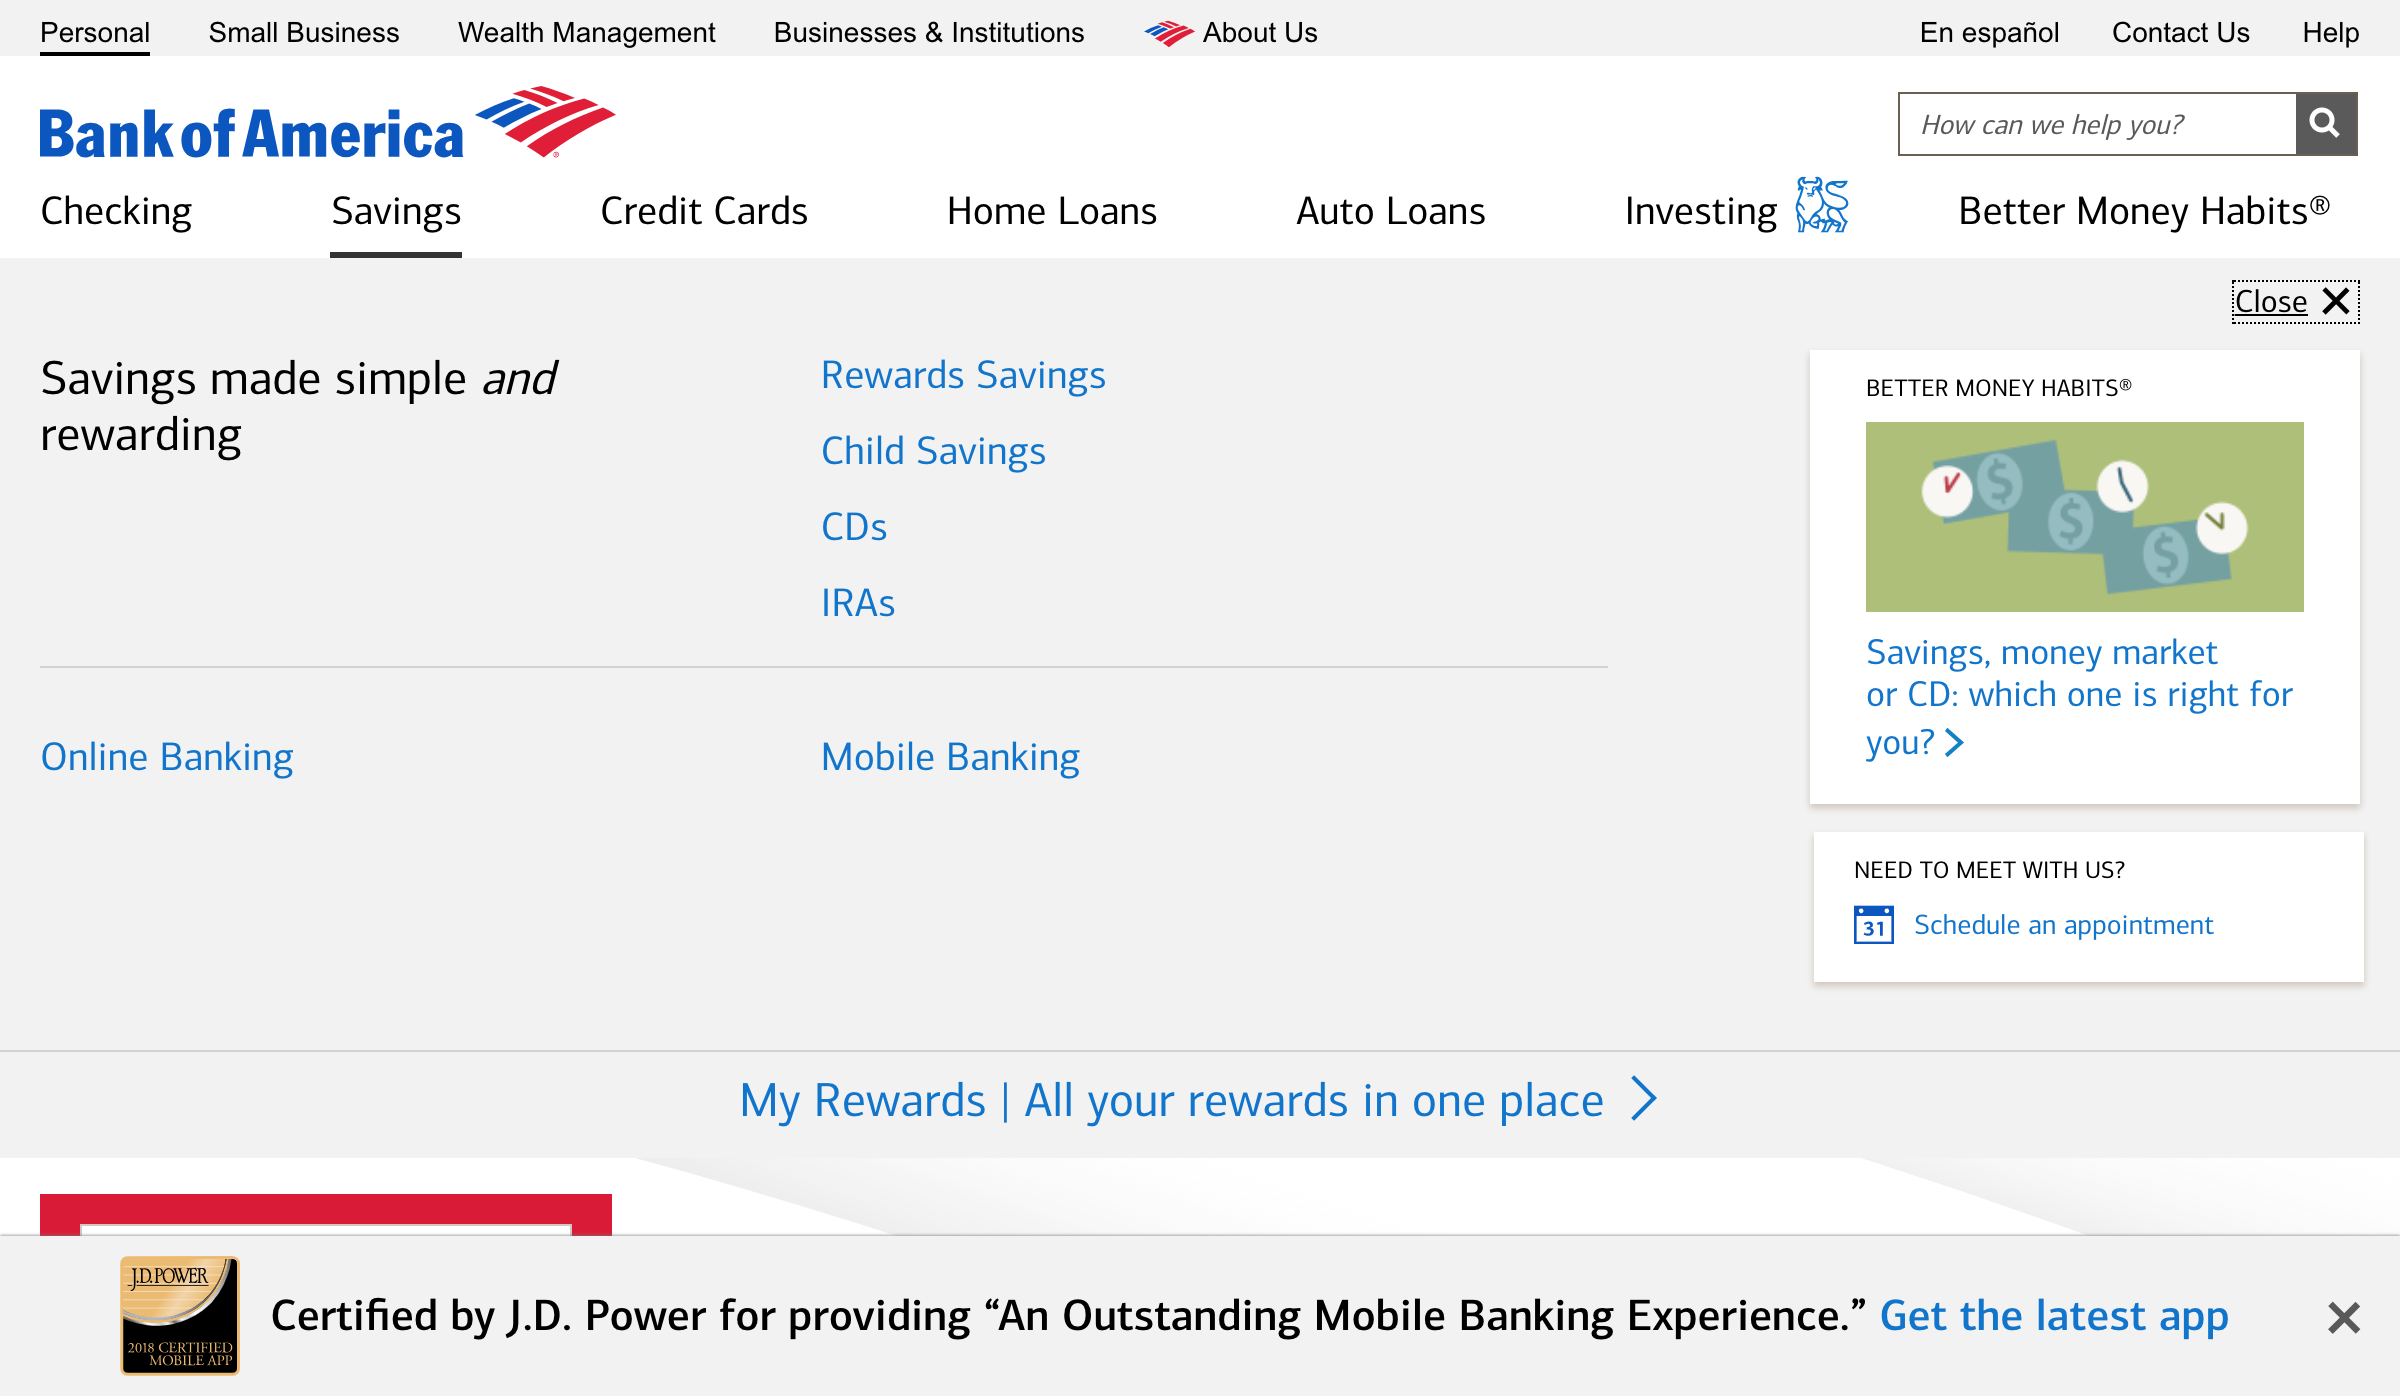 Personal Small Business Wealth Management Businesses & Institutions About Us En español Contact Us Help
Bank of America
How can we help you?
Checking Savings Credit Cards Home Loans Auto Loans Investing Better Money Habits®
Close
Savings made simple and
rewarding
Rewards Savings
Child Savings
CDs
IRAs
Online Banking
Mobile Banking
BETTER MONEY HABITS®
$
$
$
Savings, money market
or CD: which one is right for
you?
NEED TO MEET WITH US?
31 Schedule an appointment
My Rewards | All your rewards in one place
J.D.POWER
2018 CERTIFIED
MOBILE APP
Certified by J.D. Power for providing “An Outstanding Mobile Banking Experience.” Get the latest app